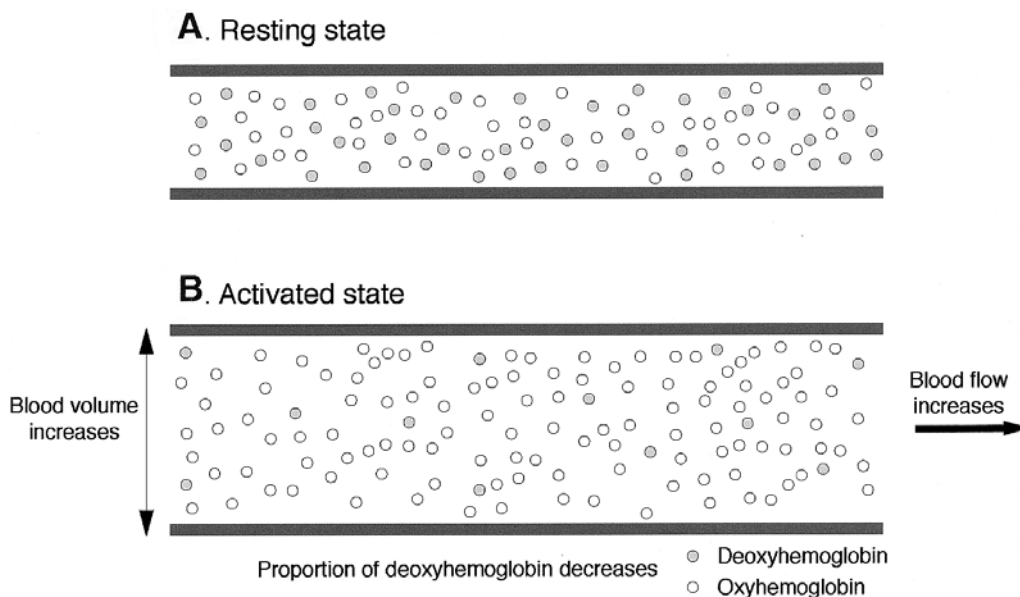 A. Resting state
B. Activated state
Blood volume
increases
Blood flow
increases
Proportion of deoxyhemoglobin decreases
Deoxyhemoglobin
Oxyhemoglobin